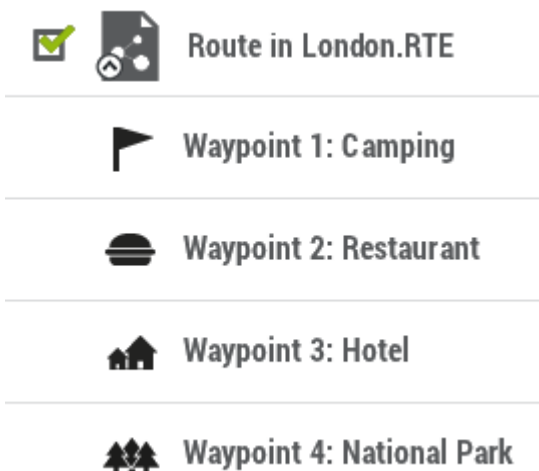 Route in London.RTE
Waypoint 1: Camping
Waypoint 2: Restaurant
Waypoint 3: Hotel
Waypoint 4: National Park